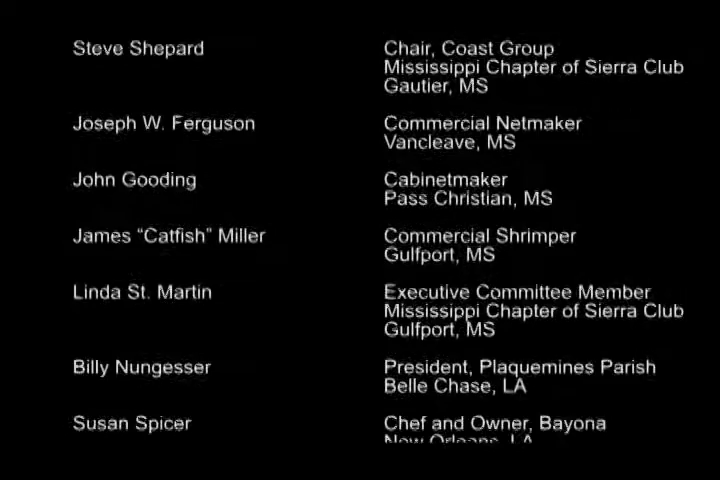 Steve Shepard
Chair, Coast Group
Mississippi Chapter of Sierra Club
Gautier, MS
Joseph W. Ferguson
Commercial Netmaker
Vancleave, MS
John Gooding
Cabinetmaker
Pass Christian, MS
James “Catfish” Miller
Commercial Shrimper
Gulfport, MS
Linda St. Martin
Executive Committee Member
Mississippi Chapter of Sierra Club
Gulfport, MS
Billy Nungesser
President, Plaquemines Parish
Belle Chase, LA
Susan Spicer
Chef and Owner, Bayona
New Orleans, LA